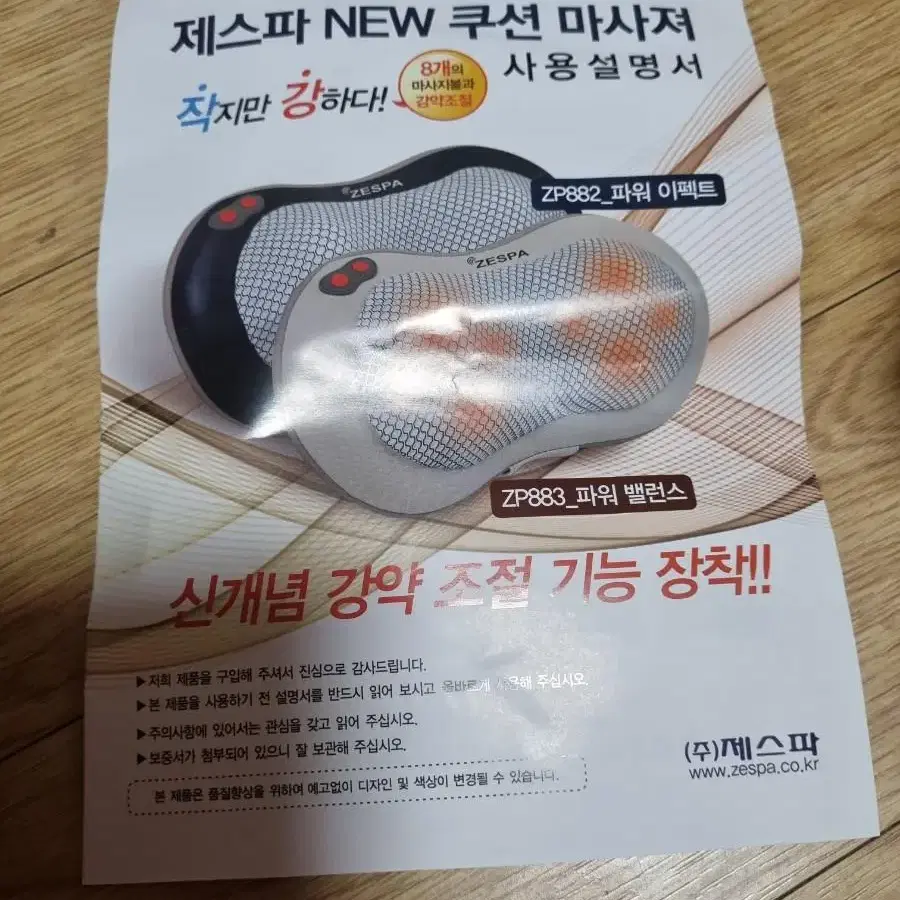 제스파 NEW 쿠션 마사져
사용설명서
작지만 강하다!
8개의
마사지볼과
강약조절
ZESPA
ZP882_파워 이펙트
ZESPA
ZP883_파워 밸런스
신개념 강약 조절 기능 장착!!
▶저희 제품을 구입해 주셔서 진심으로 감사드립니다.
▶본 제품을 사용하기 전 설명서를 반드시 읽어 보시고 올바르게 사용해 주십시오.
▶주의사항에 있어서는 관심을 갖고 읽어 주십시오.
▶보증서가 첨부되어 있으니 잘 보관해 주십시오.
본 제품은 품질향상을 위하여 예고없이 디자인 및 색상이 변경될 수 있습니다.
(주)제스파
www.zespa.co.kr